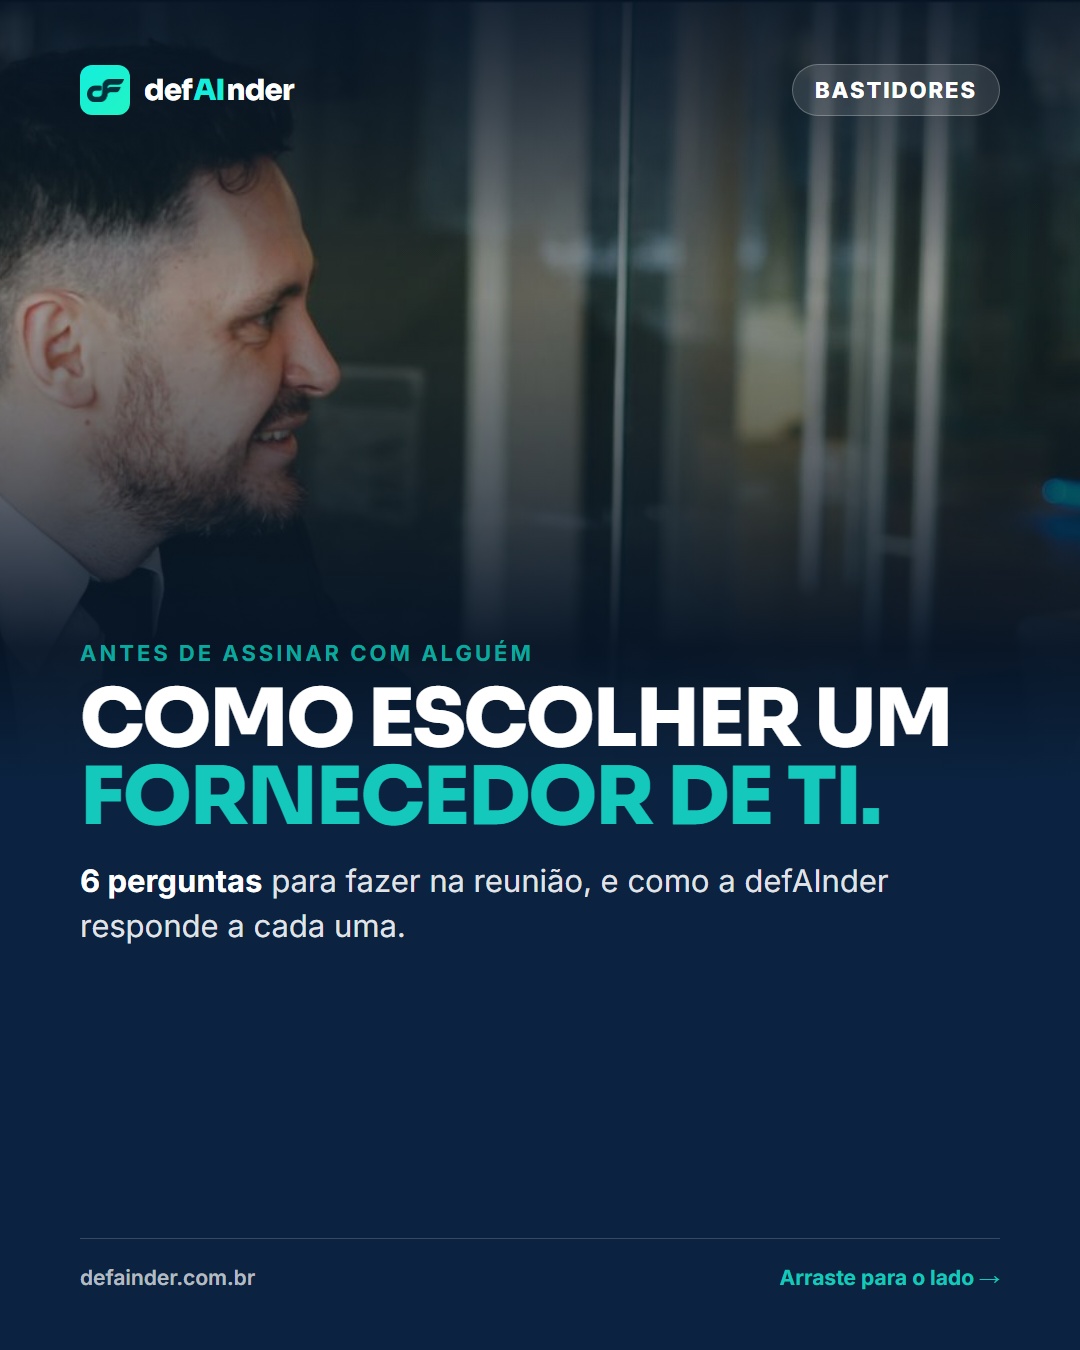 defAInder
BASTIDORES
ANTES DE ASSINAR COM ALGUÉM
COMO ESCOLHER UM
FORNECEDOR DE TI.
6 perguntas para fazer na reunião, e como a defAInder
responde a cada uma.
defainder.com.br
Arraste para o lado →